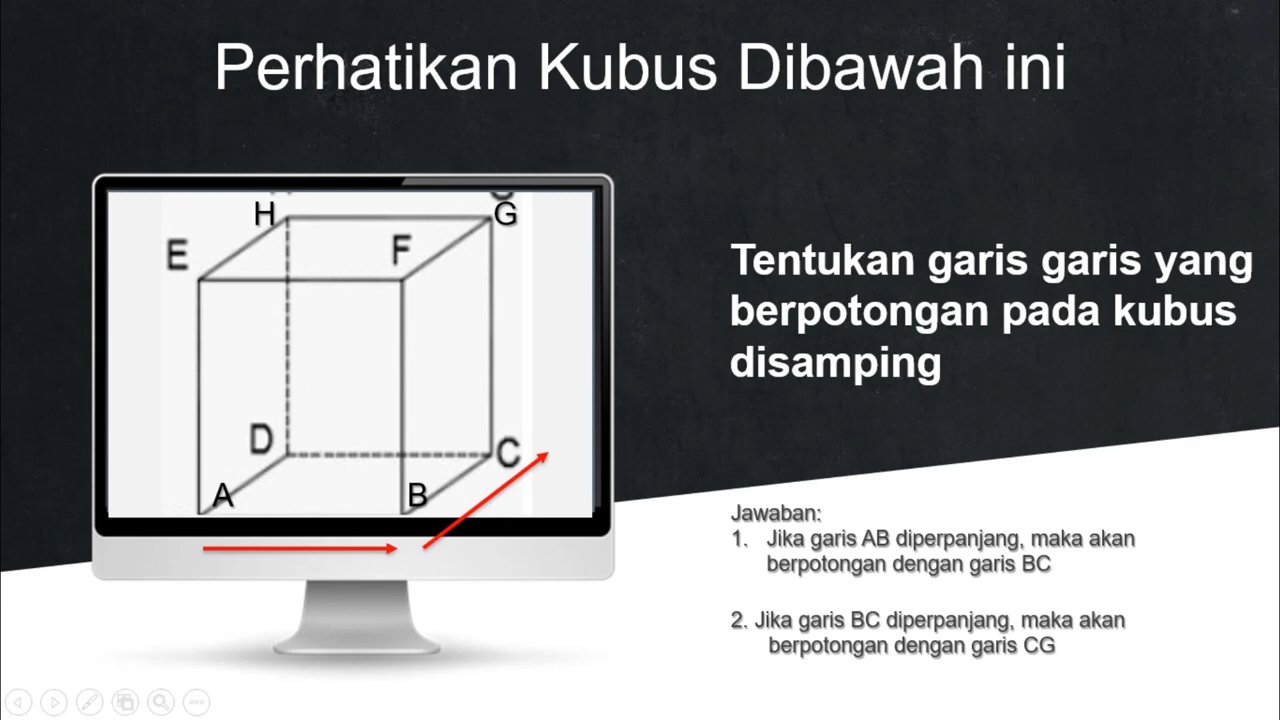 Perhatikan Kubus Dibawah ini
H
G
E
F
D
C
A
B
Tentukan garis garis yang
berpotongan pada kubus
disamping
Jawaban:
1. Jika garis AB diperpanjang, maka akan
berpotongan dengan garis BC
2. Jika garis BC diperpanjang, maka akan
berpotongan dengan garis CG